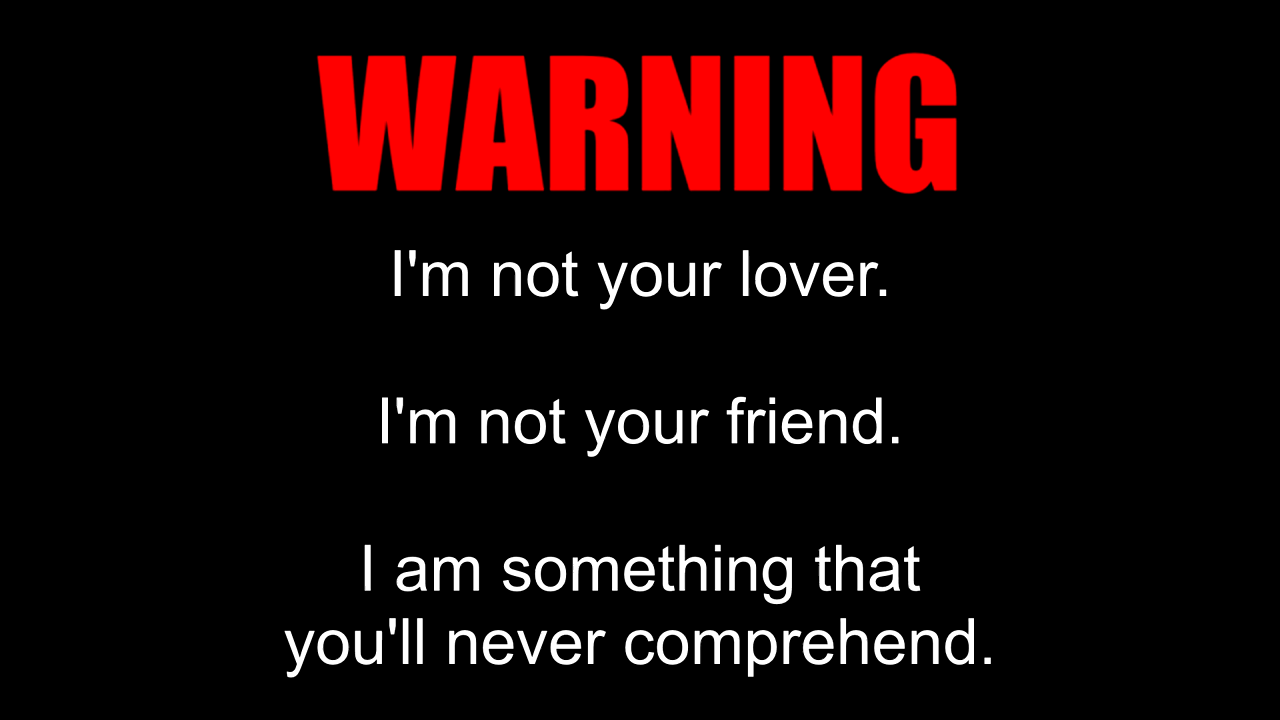 WARNING
I'm not your lover.
I'm not your friend.
I am something that
you'll never comprehend.